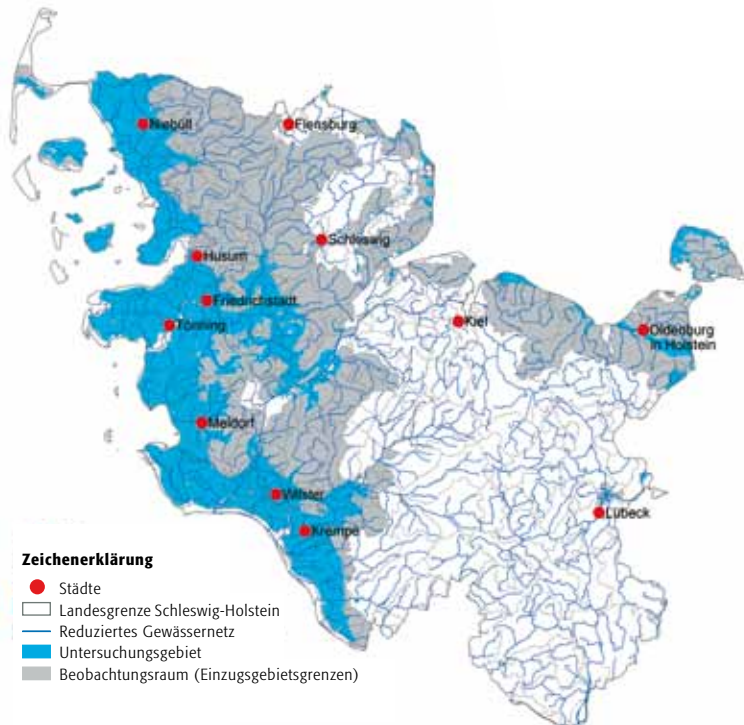 Niebüll
Flensburg
Schleswig
Husum
Friedrichstadt
Tönning
Kiel
Oldenburg
in Holstein
Meldorf
Wilster
Lübeck
Krempe
Zeichenerklärung
Städte
Landesgrenze Schleswig-Holstein
Reduziertes Gewässernetz
Untersuchungsgebiet
Beobachtungsraum (Einzugsgebietsgrenzen)